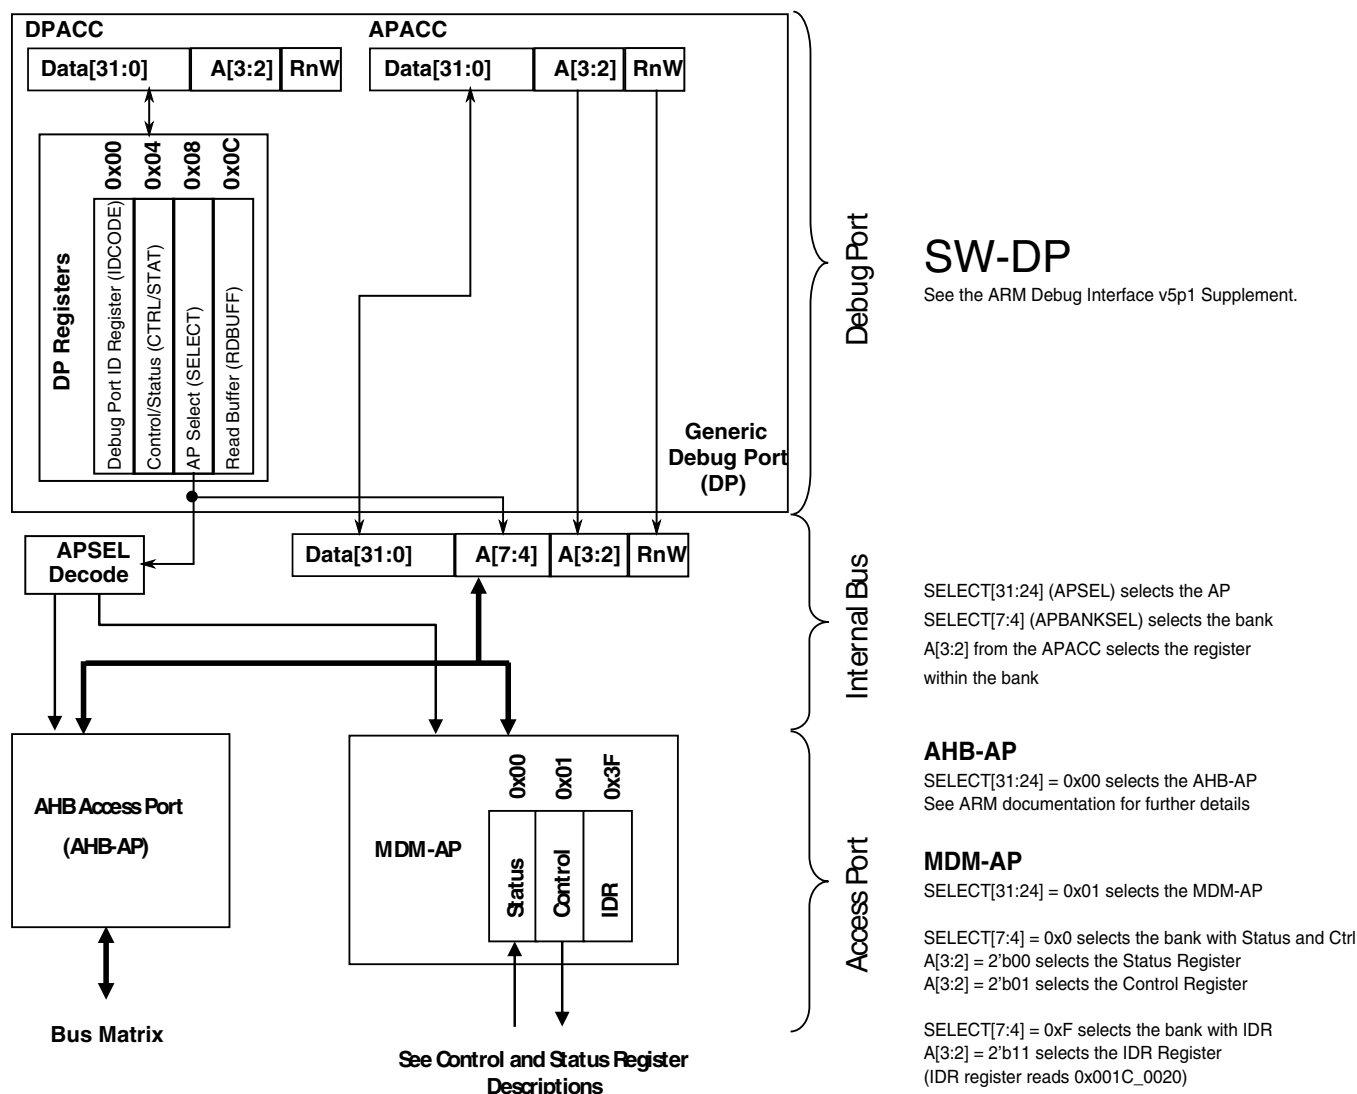 DPACC
APACC
Data[31:0] A[3:2] RnW
Data[31:0] A[3:2] RnW
0x00
0x04
0x08
0x0C
DP Registers
Debug Port ID Register (IDCODE)
Control/Status (CTRL/STAT)
AP Select (SELECT)
Read Buffer (RDBUFF)
Generic
Debug Port
(DP)
Debug Port
SW-DP
See the ARM Debug Interface v5p1 Supplement.
APSEL
Decode
Data[31:0] A[7:4] A[3:2] RnW
Internal Bus
SELECT[31:24] (APSEL) selects the AP
SELECT[7:4] (APBANKSEL) selects the bank
A[3:2] from the APACC selects the register
within the bank
AHB Access Port
(AHB-AP)
Bus Matrix
MDM-AP
0x00
0x01
0x3F
Status
Control
IDR
See Control and Status Register
Descriptions
Access Port
AHB-AP
SELECT[31:24] = 0x00 selects the AHB-AP
See ARM documentation for further details
MDM-AP
SELECT[31:24] = 0x01 selects the MDM-AP
SELECT[7:4] = 0x0 selects the bank with Status and Ctrl
A[3:2] = 2'b00 selects the Status Register
A[3:2] = 2'b01 selects the Control Register
SELECT[7:4] = 0xF selects the bank with IDR
A[3:2] = 2'b11 selects the IDR Register
(IDR register reads 0x001C_0020)